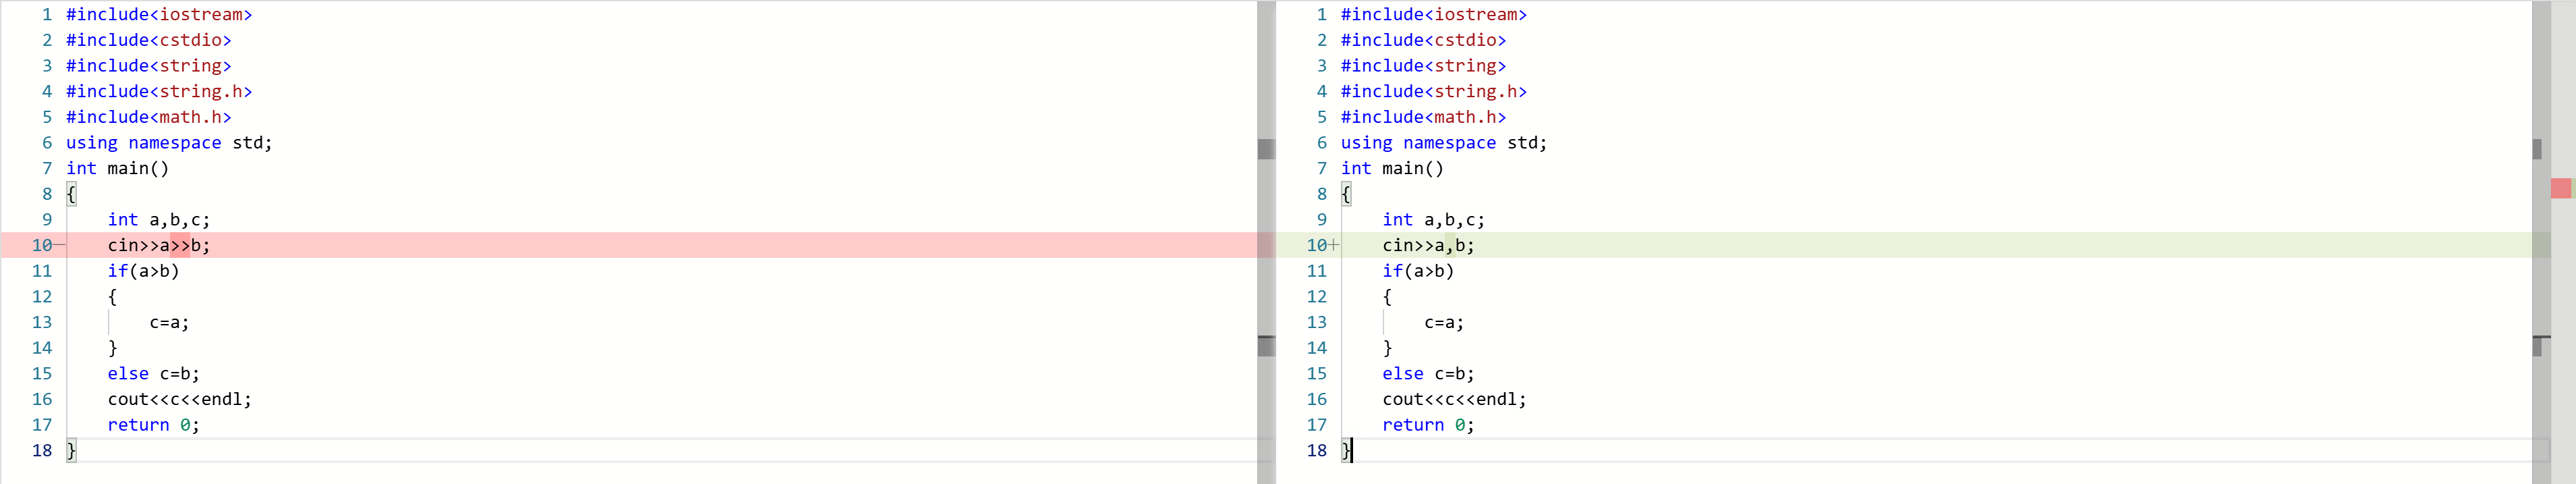 1 #include<iostream>
2 #include<cstdio>
3 #include<string>
4 #include<string.h>
5 #include<math.h>
6 using namespace std;
7 int main()
8 {
9     int a,b,c;
10—    cin>>a>>b;
11     if(a>b)
12     {
13         c=a;
14     }
15     else c=b;
16     cout<<c<<endl;
17     return 0;
18 }
1 #include<iostream>
2 #include<cstdio>
3 #include<string>
4 #include<string.h>
5 #include<math.h>
6 using namespace std;
7 int main()
8 {
9     int a,b,c;
10+    cin>>a,b;
11     if(a>b)
12     {
13         c=a;
14     }
15     else c=b;
16     cout<<c<<endl;
17     return 0;
18 }